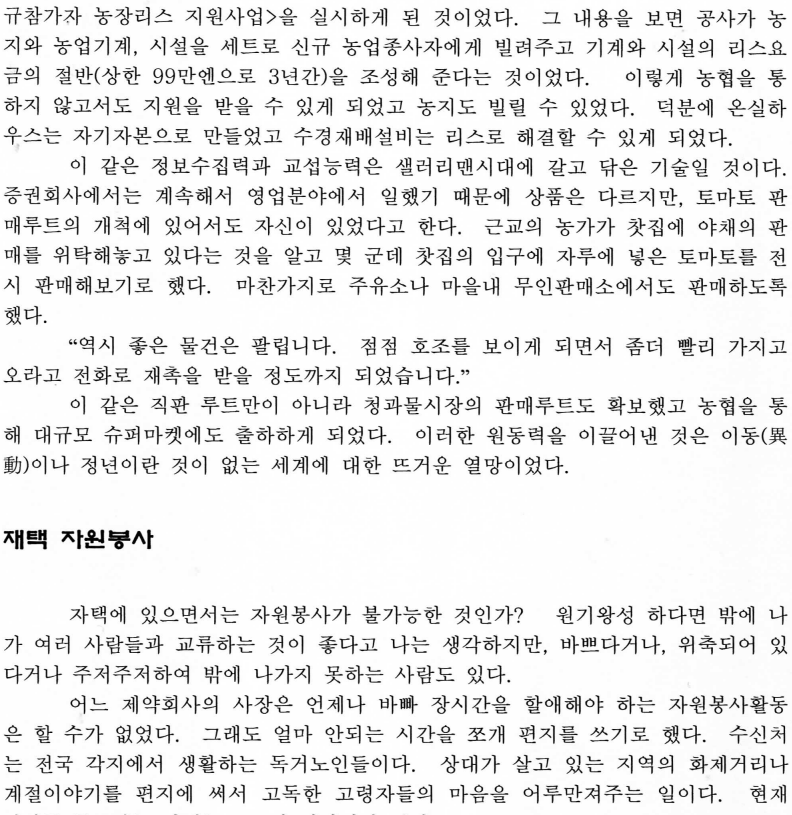 규참가자 농장리스 지원사업>을 실시하게 된 것이었다. 그 내용을 보면 공사가 농
지와 농업기계, 시설을 세트로 신규 농업종사자에게 빌려주고 기계와 시설의 리스요
금의 절반(상한 99만엔으로 3년간)을 조성해 준다는 것이었다. 이렇게 농협을 통
하지 않고서도 지원을 받을 수 있게 되었고 농지도 빌릴 수 있었다. 덕분에 온실하
우스는 자기자본으로 만들었고 수경재배설비는 리스로 해결할 수 있게 되었다.
이 같은 정보수집력과 교섭능력은 샐러리맨시대에 갈고 닦은 기술일 것이다.
증권회사에서는 계속해서 영업분야에서 일했기 때문에 상품은 다르지만, 토마토 판
매루트의 개척에 있어서도 자신이 있었다고 한다. 근교의 농가가 찻집에 야채의 판
매를 위탁해놓고 있다는 것을 알고 몇 군데 찻집의 입구에 자루에 넣은 토마토를 전
시 판매해보기로 했다. 마찬가지로 주유소나 마을내 무인판매소에서도 판매하도록
했다.
“역시 좋은 물건은 팔립니다. 점점 호조를 보이게 되면서 좀더 빨리 가지고
오라고 전화로 재촉을 받을 정도까지 되었습니다.”
이 같은 직판 루트만이 아니라 청과물시장의 판매루트도 확보했고 농협을 통
해 대규모 슈퍼마켓에도 출하하게 되었다. 이러한 원동력을 이끌어낸 것은 이동(異
動)이나 정년이란 것이 없는 세계에 대한 뜨거운 열망이었다.
재택 자원봉사
자택에 있으면서는 자원봉사가 불가능한 것인가? 원기왕성 하다면 밖에 나
가 여러 사람들과 교류하는 것이 좋다고 나는 생각하지만, 바쁘다거나, 위축되어 있
다거나 주저주저하여 밖에 나가지 못하는 사람도 있다.
어느 제약회사의 사장은 언제나 바빠 장시간을 할애해야 하는 자원봉사활동
은 할 수가 없었다. 그래도 얼마 안되는 시간을 쪼개 편지를 쓰기로 했다. 수신처
는 전국 각지에서 생활하는 독거노인들이다. 상대가 살고 있는 지역의 화제거리나
계절이야기를 편지에 써서 고독한 고령자들의 마음을 어루만져주는 일이다. 현재